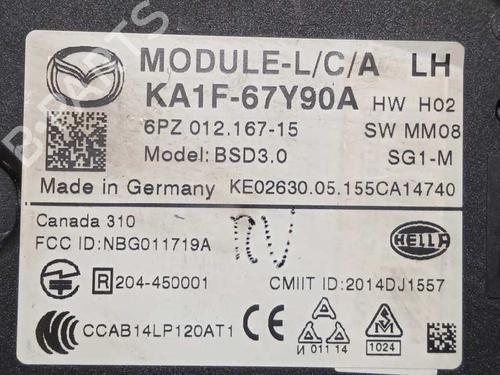 MODULE-L/C/A LH
KA1F-67Y90A HW H02
6PZ 012.167-15 SW MM08
Model: BSD3.0 SG1-M
Made in Germany KE02630.05.155CA14740
Canada 310
FCC ID:NBG011719A
HELLA
R 204-450001 CMIIT ID:2014DJ1557
CCAB14LP120AT1
И 011 14
1024
B-PARTS